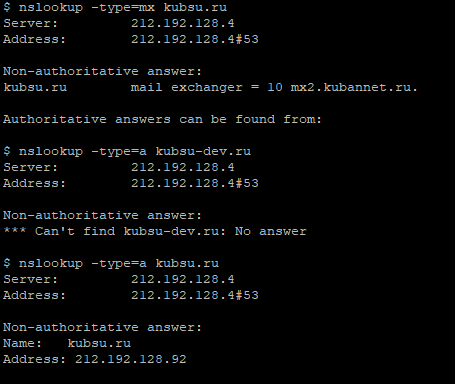 $ nslookup -type=mx kubsu.ru
Server:         212.192.128.4
Address:        212.192.128.4#53

Non-authoritative answer:
kubsu.ru        mail exchanger = 10 mx2.kubannet.ru.

Authoritative answers can be found from:

$ nslookup -type=a kubsu-dev.ru
Server:         212.192.128.4
Address:        212.192.128.4#53

Non-authoritative answer:
*** Can't find kubsu-dev.ru: No answer

$ nslookup -type=a kubsu.ru
Server:         212.192.128.4
Address:        212.192.128.4#53

Non-authoritative answer:
Name:   kubsu.ru
Address: 212.192.128.92